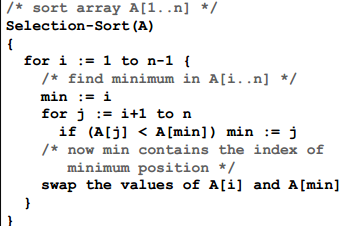 /* sort array A[1..n] */
Selection-Sort(A)
{
  for i := 1 to n-1 {
    /* find minimum in A[i..n] */
    min := i
    for j := i+1 to n
      if (A[j] < A[min]) min := j
    /* now min contains the index of
       minimum position */
    swap the values of A[i] and A[min]
  }
}